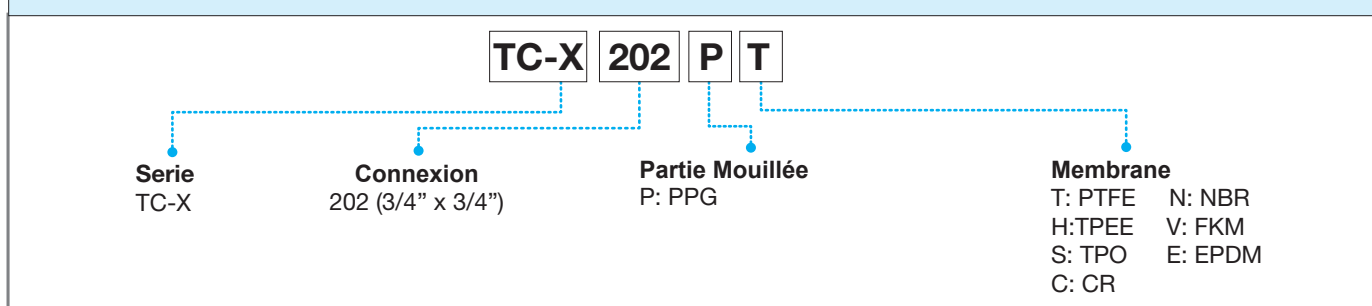 TC-X 202 P T
Serie
TC-X
Connexion
202 (3/4” x 3/4”)
Partie Mouillée
P: PPG
Membrane
T: PTFE N: NBR
H:TPEE V: FKM
S: TPO E: EPDM
C: CR